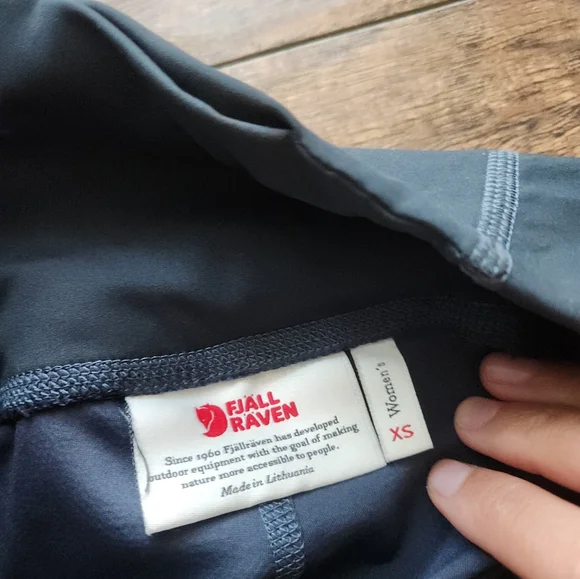 FJÄLL
RÄVEN
Since 1960 Fjällräven has developed
outdoor equipment with the goal of making
nature more accessible to people.
Made in Lithuania
Women's
XS